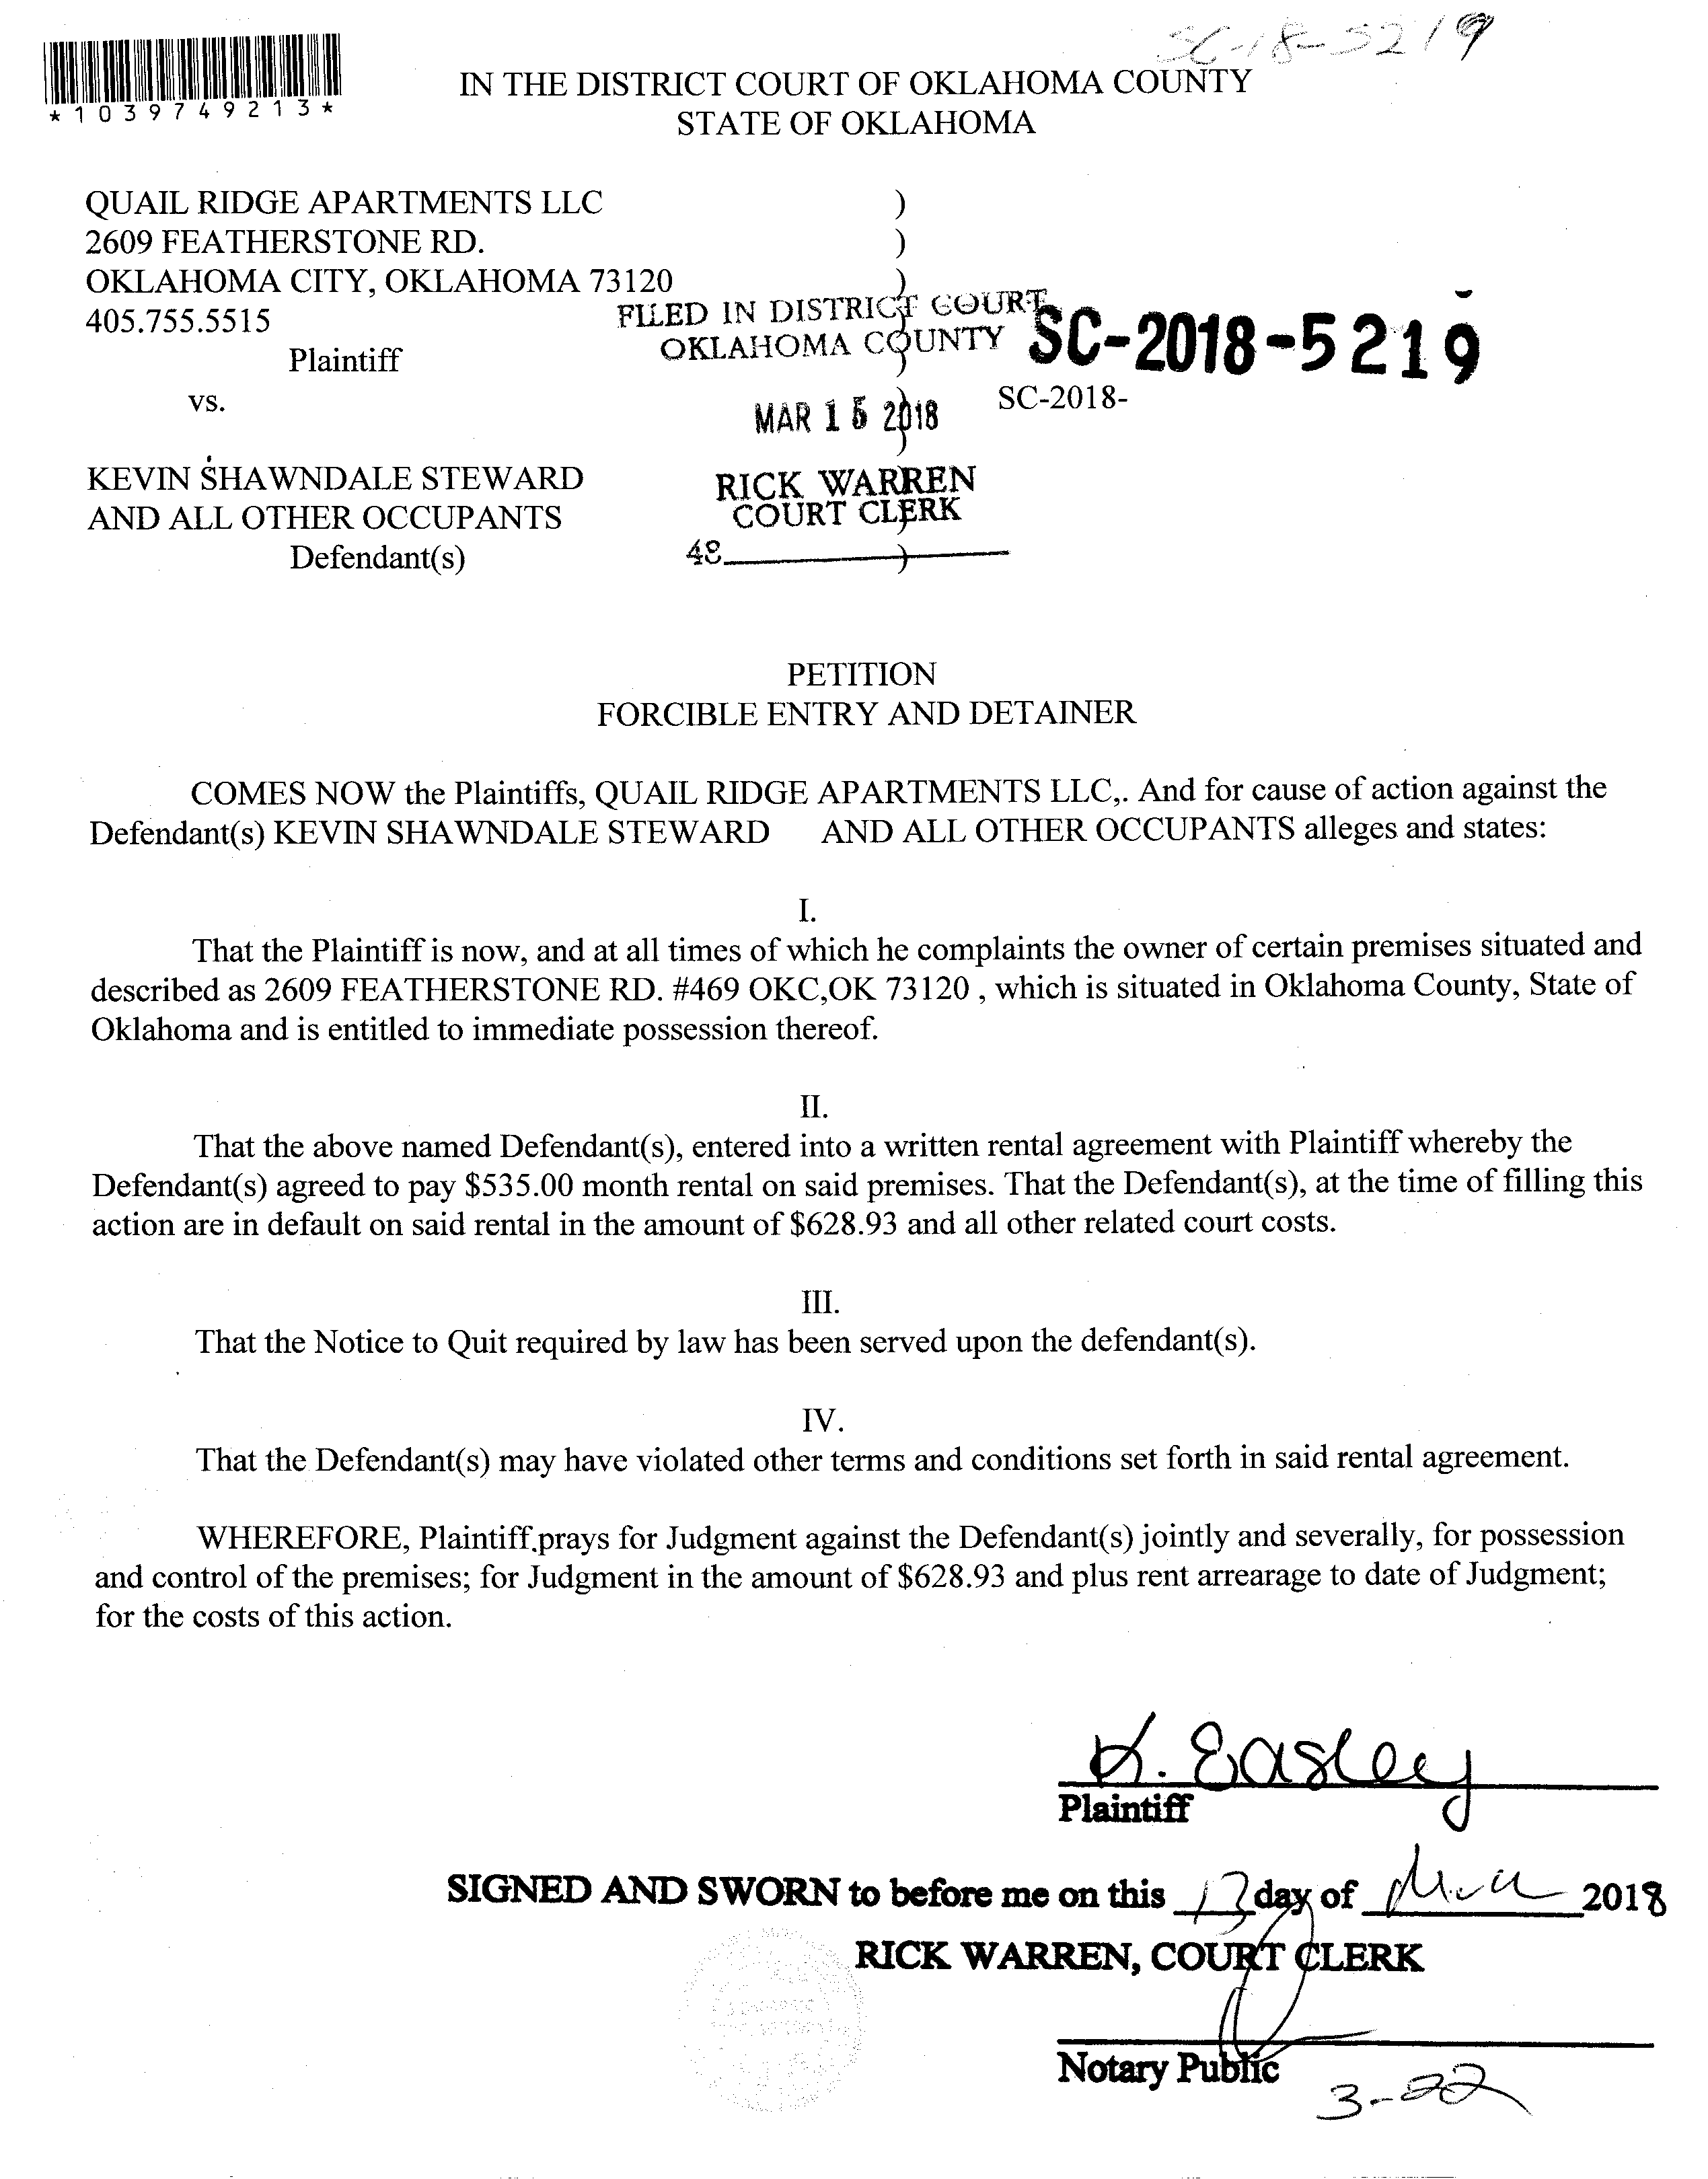 SC-18-5219
*1039749213*
IN THE DISTRICT COURT OF OKLAHOMA COUNTY
STATE OF OKLAHOMA
QUAIL RIDGE APARTMENTS LLC )
2609 FEATHERSTONE RD. )
OKLAHOMA CITY, OKLAHOMA 73120 )
405.755.5515 FILED IN DISTRICT COURT
OKLAHOMA COUNTY SC-2018-5219
Plaintiff )
vs. MAR 15 2018 SC-2018-
)
KEVIN SHAWNDALE STEWARD RICK WARREN
AND ALL OTHER OCCUPANTS COURT CLERK
Defendant(s) 48 )
PETITION
FORCIBLE ENTRY AND DETAINER
COMES NOW the Plaintiffs, QUAIL RIDGE APARTMENTS LLC,. And for cause of action against the
Defendant(s) KEVIN SHAWNDALE STEWARD AND ALL OTHER OCCUPANTS alleges and states:
I.
That the Plaintiff is now, and at all times of which he complaints the owner of certain premises situated and
described as 2609 FEATHERSTONE RD. #469 OKC,OK 73120 , which is situated in Oklahoma County, State of
Oklahoma and is entitled to immediate possession thereof.
II.
That the above named Defendant(s), entered into a written rental agreement with Plaintiff whereby the
Defendant(s) agreed to pay $535.00 month rental on said premises. That the Defendant(s), at the time of filling this
action are in default on said rental in the amount of $628.93 and all other related court costs.
III.
That the Notice to Quit required by law has been served upon the defendant(s).
IV.
That the Defendant(s) may have violated other terms and conditions set forth in said rental agreement.
WHEREFORE, Plaintiff prays for Judgment against the Defendant(s) jointly and severally, for possession
and control of the premises; for Judgment in the amount of $628.93 and plus rent arrearage to date of Judgment;
for the costs of this action.
K. Easley
Plaintiff
SIGNED AND SWORN to before me on this day of 2018
RICK WARREN, COURT CLERK
Notary Public
3-22